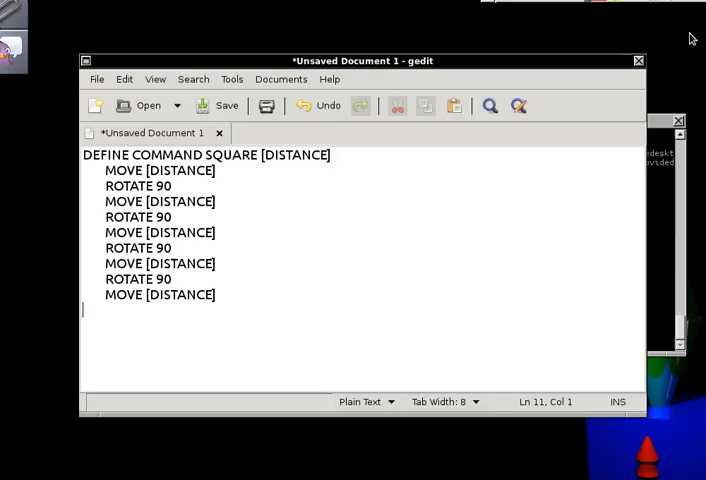 *Unsaved Document 1 - gedit
File Edit View Search Tools Documents Help
Open Save Undo
*Unsaved Document 1
DEFINE COMMAND SQUARE [DISTANCE]
MOVE [DISTANCE]
ROTATE 90
MOVE [DISTANCE]
ROTATE 90
MOVE [DISTANCE]
ROTATE 90
MOVE [DISTANCE]
ROTATE 90
MOVE [DISTANCE]
Plain Text Tab Width: 8 Ln 11, Col 1 INS